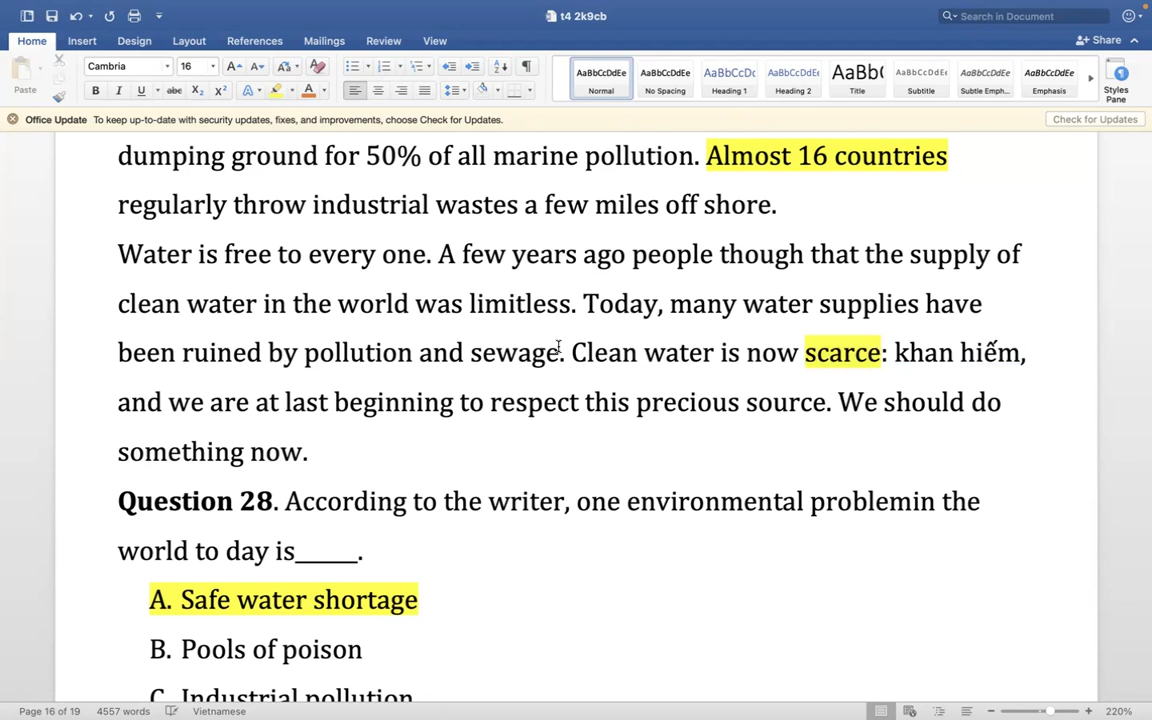 t4 2k9cb
Search in Document
Home Insert Design Layout References Mailings Review View
Share
Paste
Cambria 16
AaBbCcDdEe AaBbCcDdEe AaBbCcDc AaBbCcDdEe AaBb( AaBbCcDdEe AaBbCcDdEe AaBbCcDdEe
Normal No Spacing Heading 1 Heading 2 Title Subtitle Subtle Emph... Emphasis Styles Pane
Office Update To keep up-to-date with security updates, fixes, and improvements, choose Check for Updates. Check for Updates
dumping ground for 50% of all marine pollution. Almost 16 countries
regularly throw industrial wastes a few miles off shore.
Water is free to every one. A few years ago people though that the supply of
clean water in the world was limitless. Today, many water supplies have
been ruined by pollution and sewage. Clean water is now scarce: khan hiếm,
and we are at last beginning to respect this precious source. We should do
something now.
Question 28. According to the writer, one environmental problemin the
world to day is______.
A. Safe water shortage
B. Pools of poison
C. Industrial pollution
Page 16 of 19 4557 words Vietnamese 220%